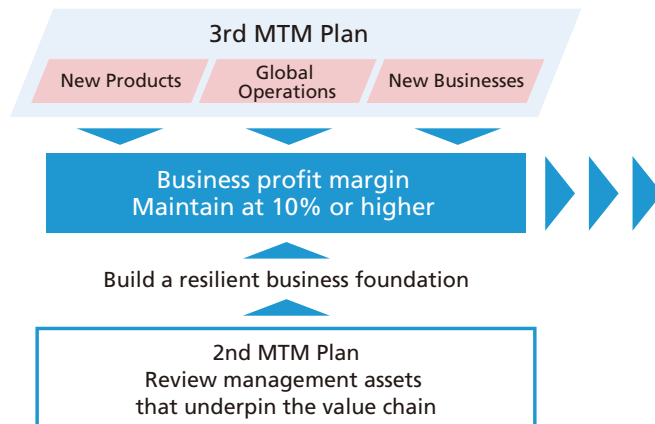 3rd MTM Plan
New Products
Global
Operations
New Businesses
Business profit margin
Maintain at 10% or higher
Build a resilient business foundation
2nd MTM Plan
Review management assets
that underpin the value chain